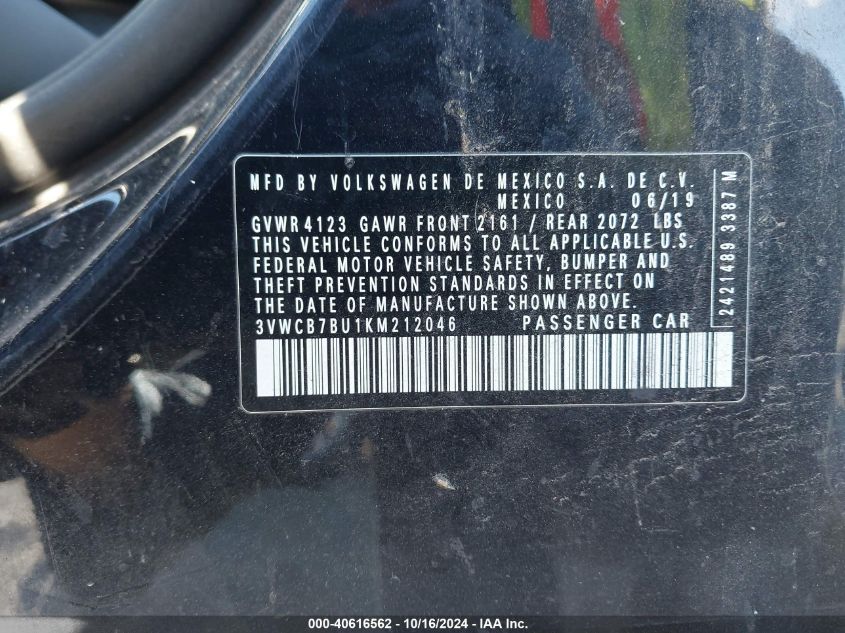 MFD BY VOLKSWAGEN DE MEXICO S.A. DE C.V.
MEXICO 06/19
GVWR 4123 GAWR FRONT 2161 / REAR 2072 LBS
THIS VEHICLE CONFORMS TO ALL APPLICABLE U.S.
FEDERAL MOTOR VEHICLE SAFETY, BUMPER AND
THEFT PREVENTION STANDARDS IN EFFECT ON
THE DATE OF MANUFACTURE SHOWN ABOVE.
3VWCB7BU1KM212046 PASSENGER CAR
2421489 3387 M
000-40616562 - 10/16/2024 - IAA Inc.